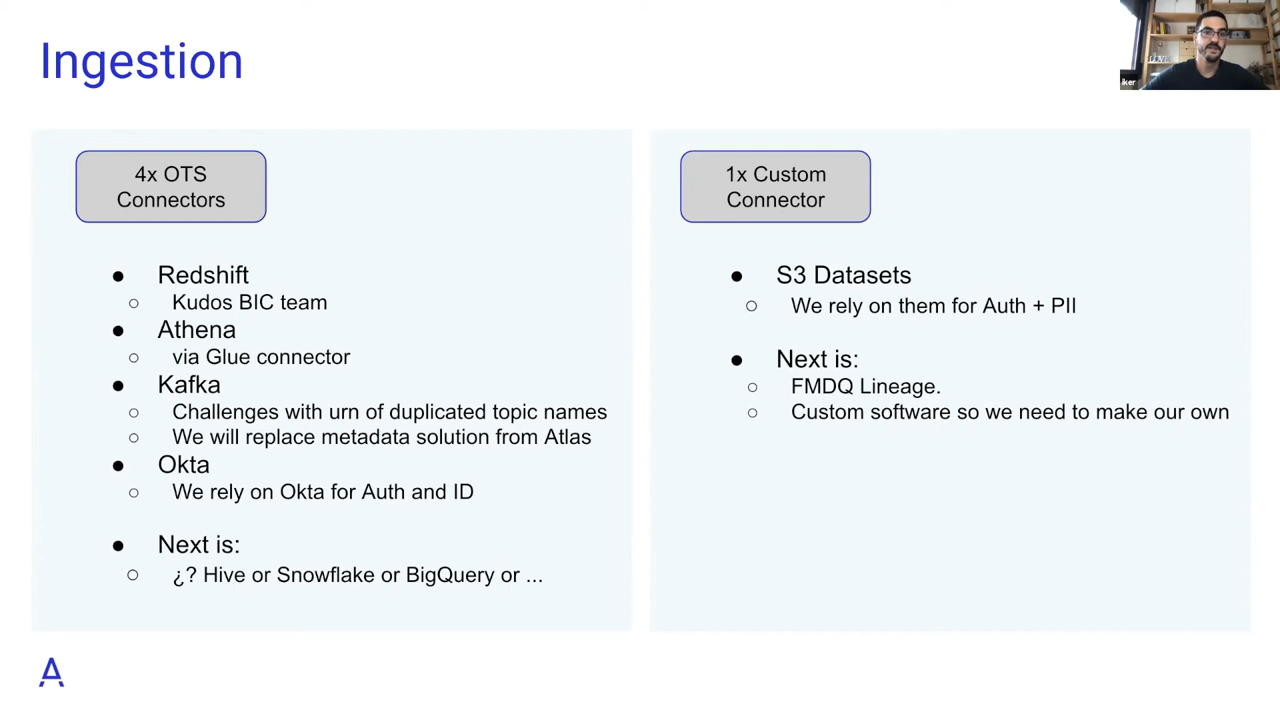 Ingestion
iker
4x OTS
Connectors
● Redshift
○ Kudos BIC team
● Athena
○ via Glue connector
● Kafka
○ Challenges with urn of duplicated topic names
○ We will replace metadata solution from Atlas
● Okta
○ We rely on Okta for Auth and ID
● Next is:
○ ¿? Hive or Snowflake or BigQuery or ...
1x Custom
Connector
● S3 Datasets
○ We rely on them for Auth + PII
● Next is:
○ FMDQ Lineage.
○ Custom software so we need to make our own
A